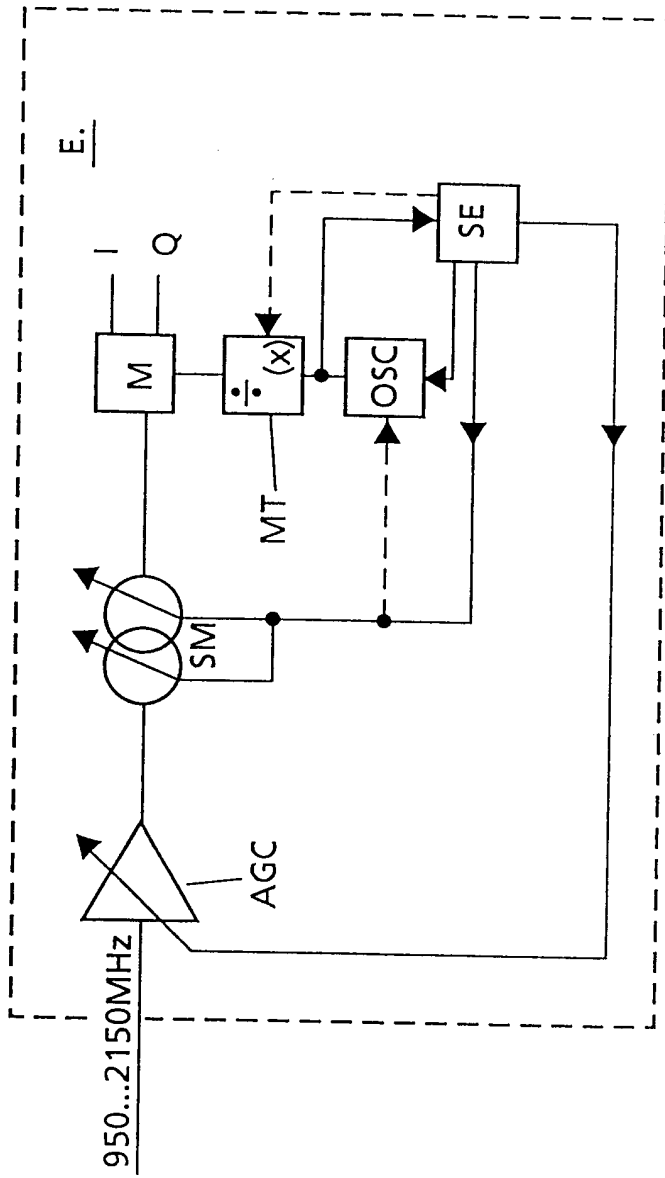 E.
I
Q
M
÷
(x)
MT
OSC
SE
SM
AGC
950...2150MHz